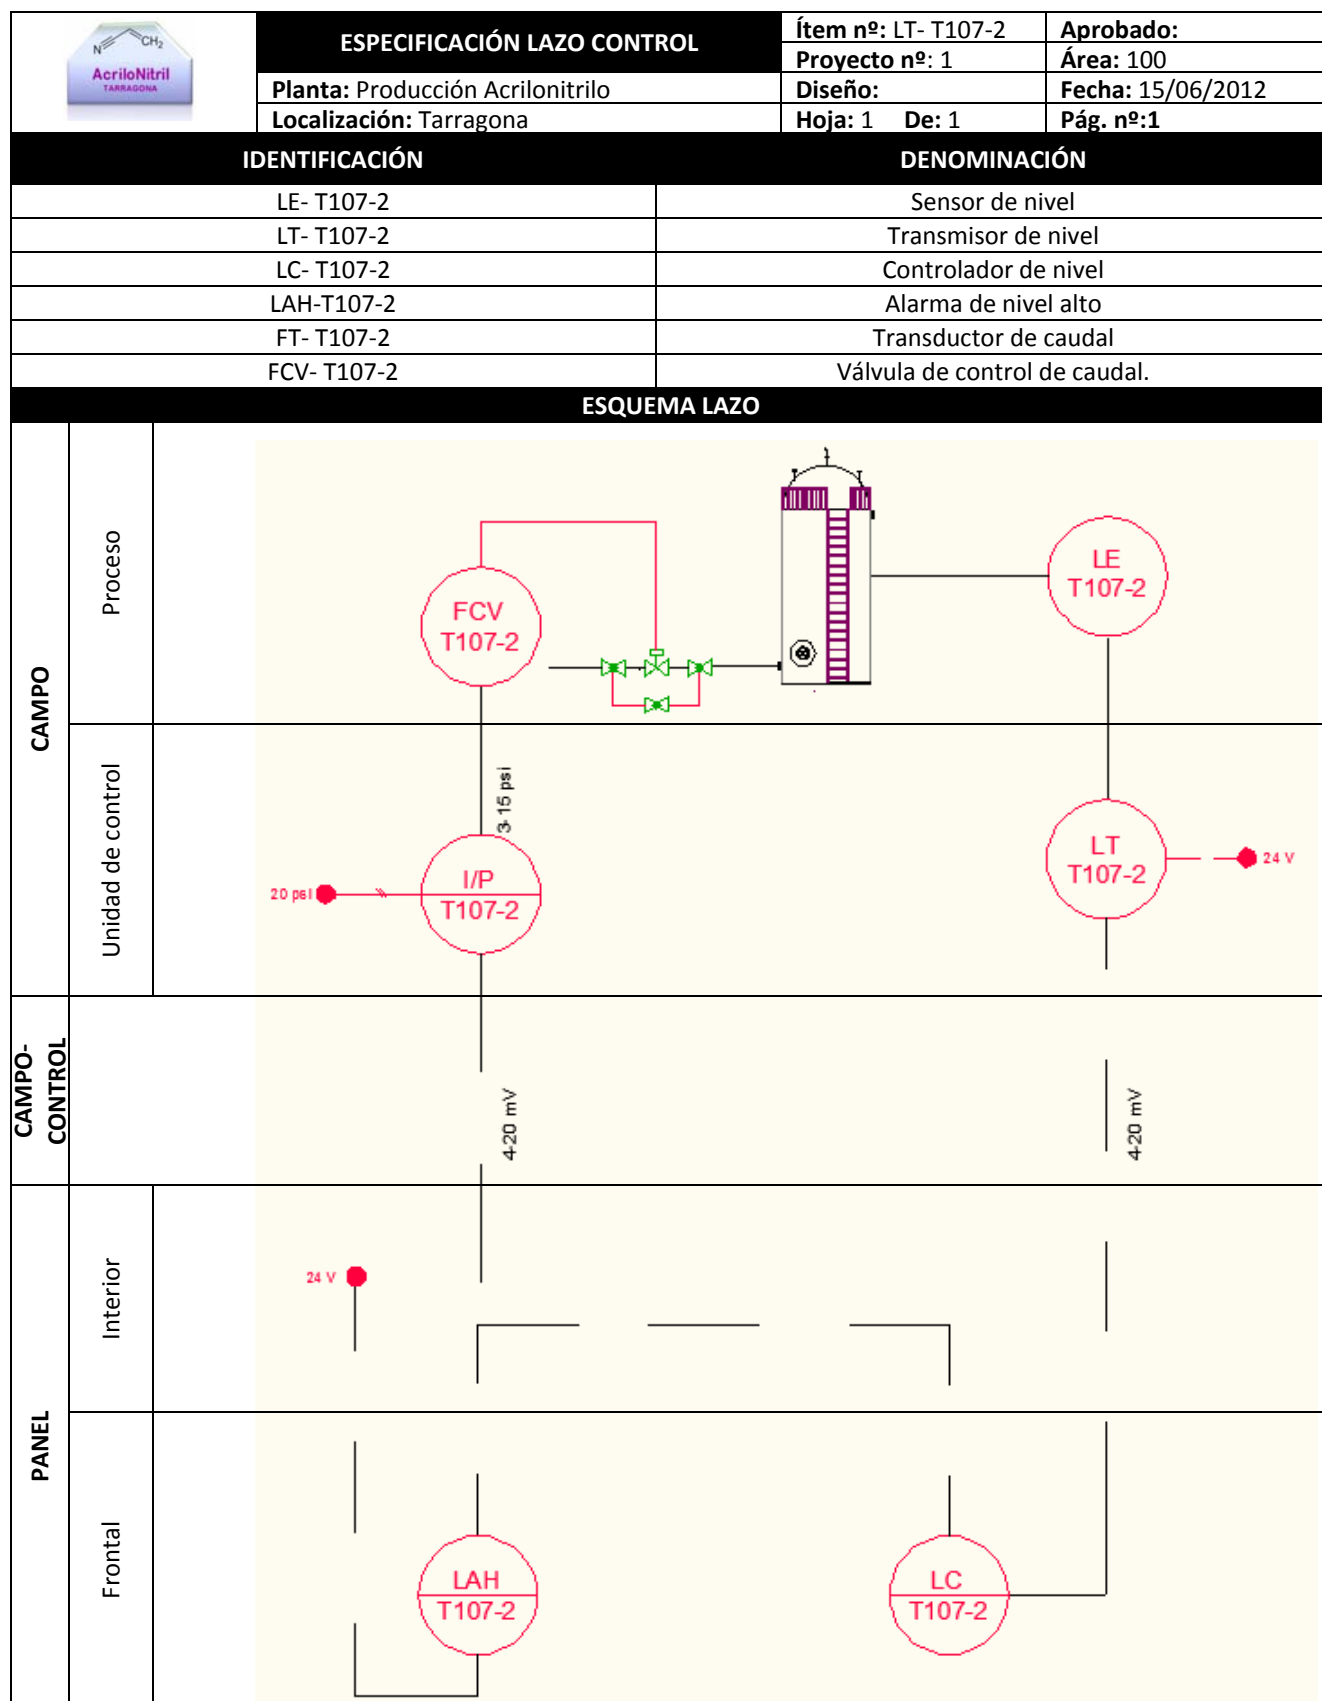 N CH2
AcriloNitril
TARRAGONA
ESPECIFICACIÓN LAZO CONTROL
Ítem nº: LT- T107-2
Aprobado:
Proyecto nº: 1
Área: 100
Planta: Producción Acrilonitrilo
Diseño:
Fecha: 15/06/2012
Localización: Tarragona
Hoja: 1 De: 1
Pág. nº:1
IDENTIFICACIÓN
DENOMINACIÓN
LE- T107-2
Sensor de nivel
LT- T107-2
Transmisor de nivel
LC- T107-2
Controlador de nivel
LAH-T107-2
Alarma de nivel alto
FT- T107-2
Transductor de caudal
FCV- T107-2
Válvula de control de caudal.
ESQUEMA LAZO
CAMPO
Proceso
FCV
T107-2
LE
T107-2
Unidad de control
3-15 psi
20 psi
I/P
T107-2
LT
T107-2
24 V
CAMPO-
CONTROL
4-20 mV
4-20 mV
PANEL
Interior
24 V
Frontal
LAH
T107-2
LC
T107-2